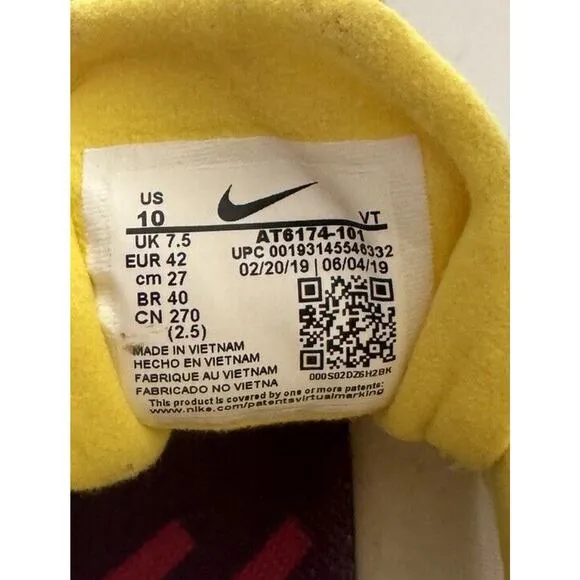 US
10
VT
UK 7.5
EUR 42
cm 27
BR 40
CN 270
(2.5)
AT6174-101
UPC 00193145546332
02/20/19 | 06/04/19
000S02DZ6H2BK
MADE IN VIETNAM
HECHO EN VIETNAM
FABRIQUE AU VIETNAM
FABRICADO NO VIETNA
This product is covered by one or more patents
www.nike.com/patentsvirtualmarking